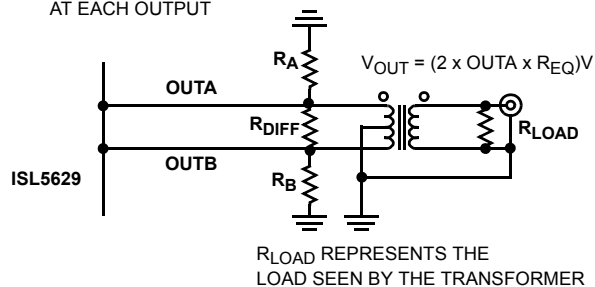 AT EACH OUTPUT
R_A
V_OUT = (2 x OUTA x R_EQ)V
OUTA
R_DIFF
R_LOAD
OUTB
R_B
ISL5629
R_LOAD REPRESENTS THE
LOAD SEEN BY THE TRANSFORMER